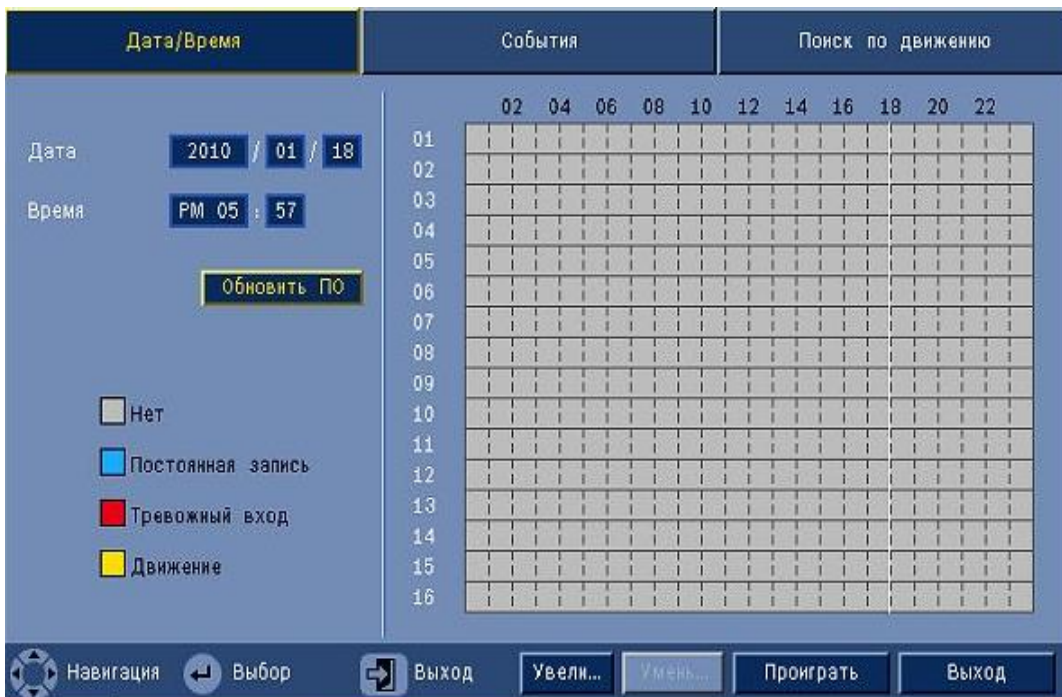 Дата/Время События Поиск по движению
02 04 06 08 10 12 14 16 18 20 22
Дата 2010 / 01 / 18
Время PM 05 : 57
Обновить ПО
Нет
Постоянная запись
Тревожный вход
Движение
01
02
03
04
05
06
07
08
09
10
11
12
13
14
15
16
Навигация Выбор Выход Увели... Умень... Проиграть Выход